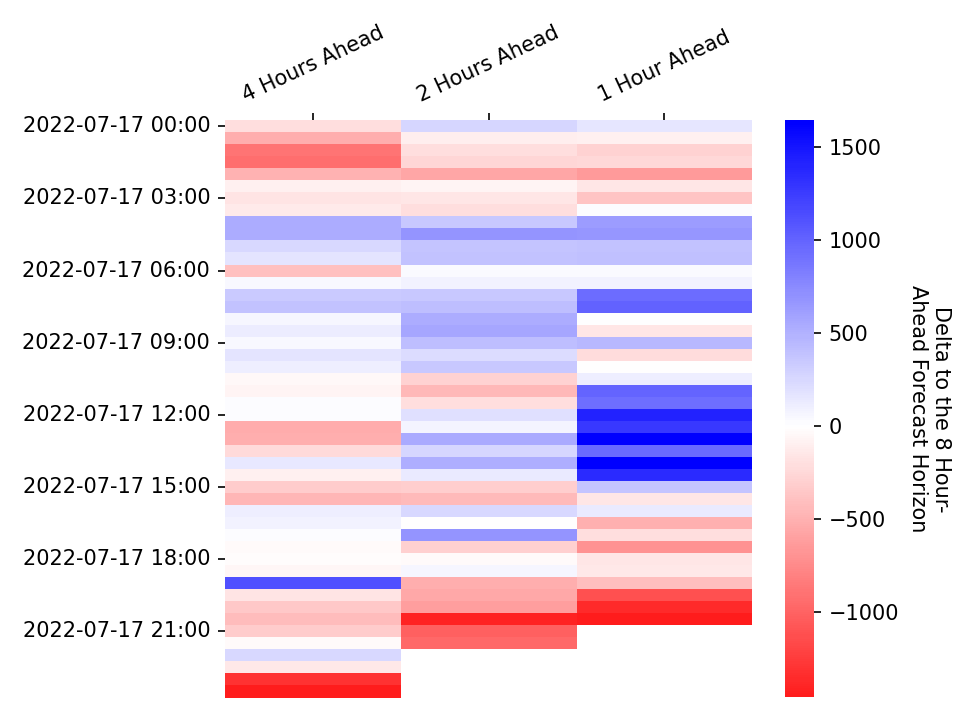 4 Hours Ahead
2 Hours Ahead
1 Hour Ahead
2022-07-17 00:00
2022-07-17 03:00
2022-07-17 06:00
2022-07-17 09:00
2022-07-17 12:00
2022-07-17 15:00
2022-07-17 18:00
2022-07-17 21:00
1500
1000
500
0
−500
−1000
Delta to the 8 Hour-
Ahead Forecast Horizon